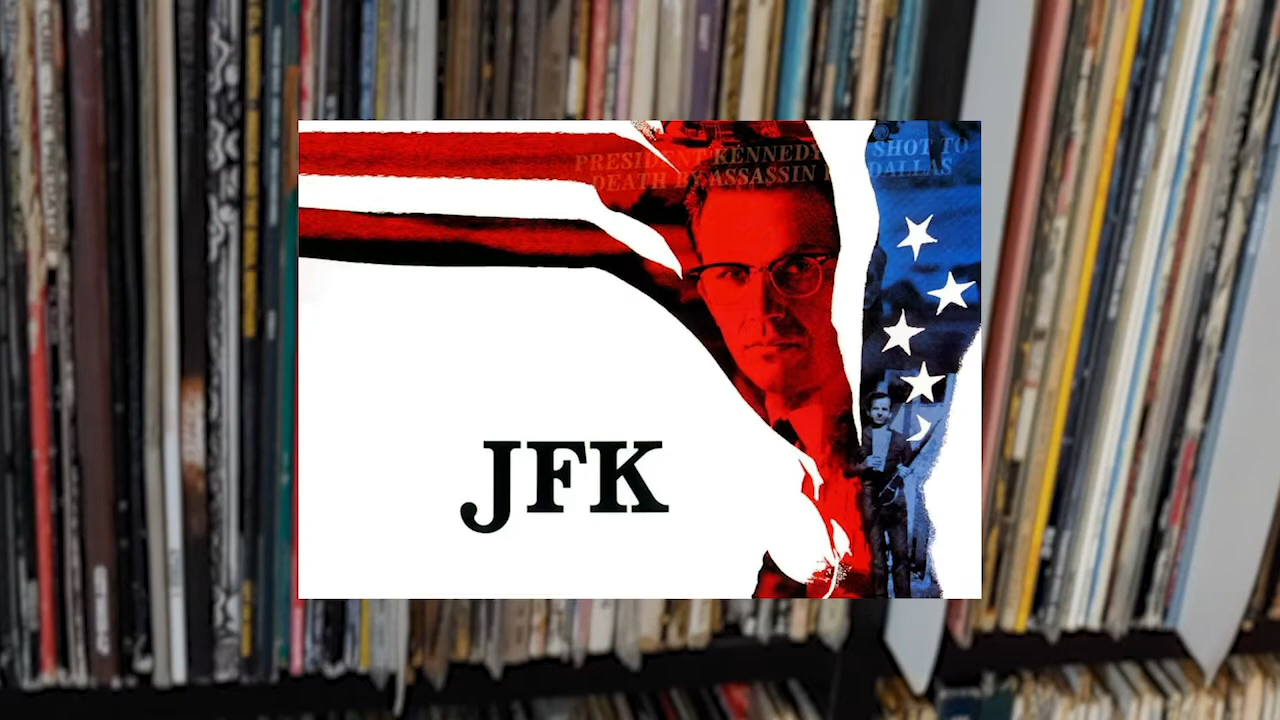 PRESIDENT KENNEDY SHOT TO
DEATH BY ASSASSIN DALLAS
JFK